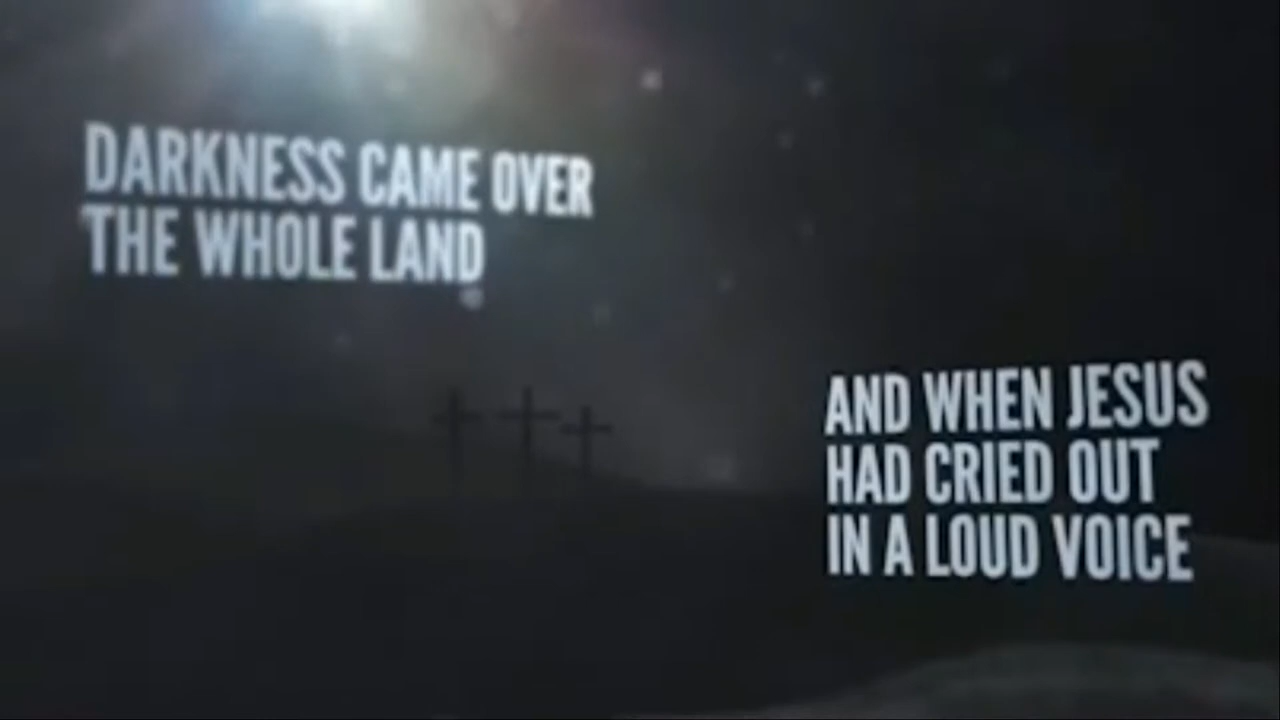 DARKNESS CAME OVER
THE WHOLE LAND
AND WHEN JESUS
HAD CRIED OUT
IN A LOUD VOICE